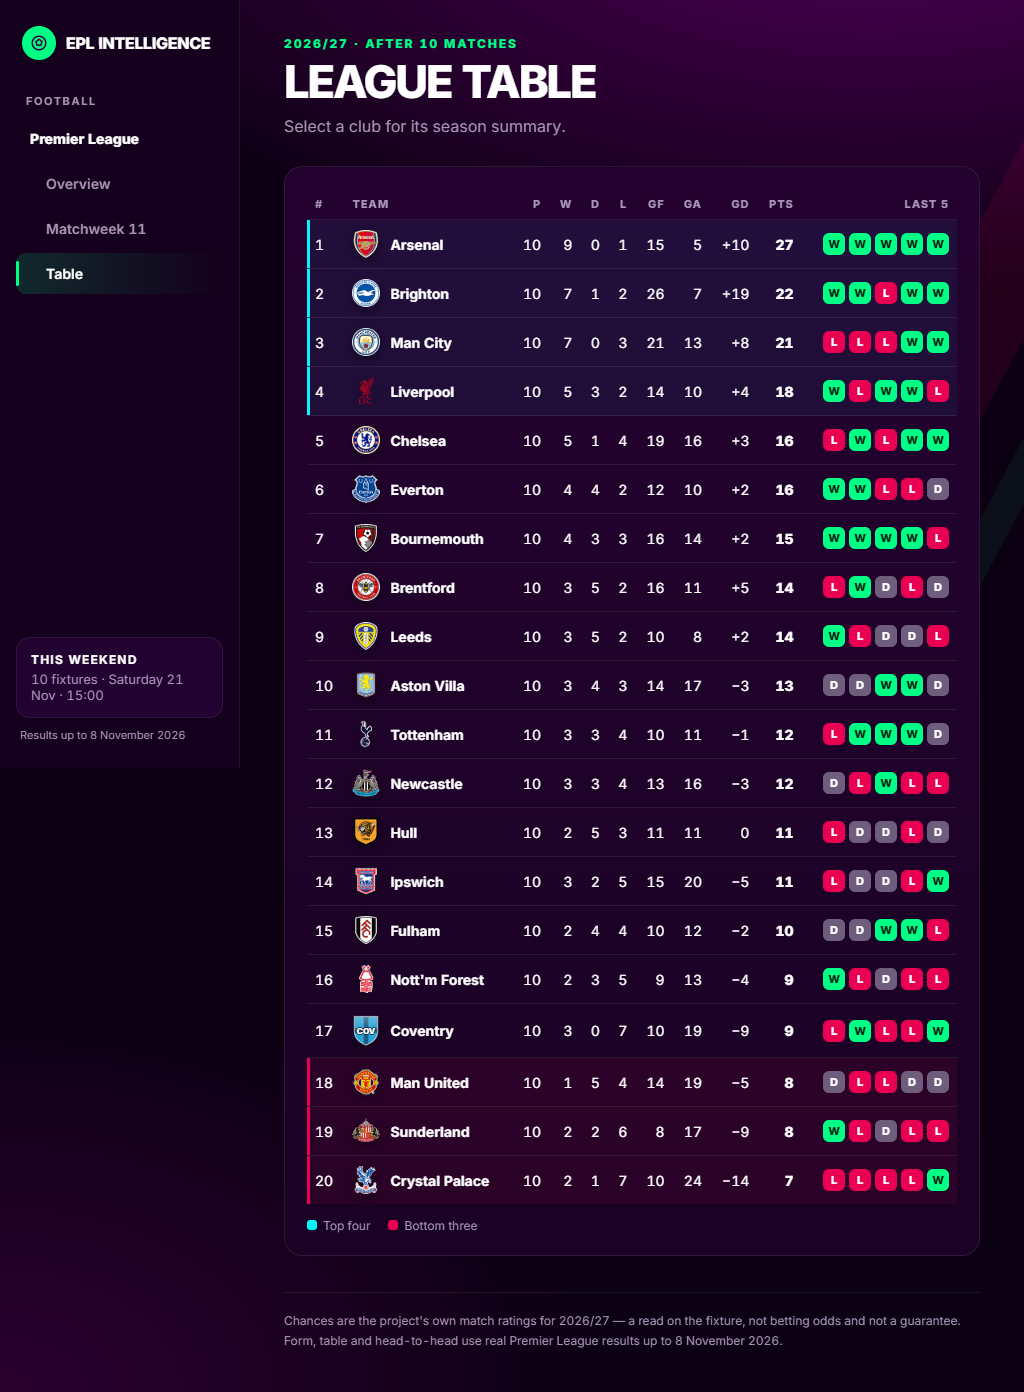 EPL INTELLIGENCE
FOOTBALL
Premier League
Overview
Matchweek 11
Table
THIS WEEKEND
10 fixtures · Saturday 21
Nov · 15:00
Results up to 8 November 2026
2026/27 · AFTER 10 MATCHES
LEAGUE TABLE
Select a club for its season summary.
# TEAM P W D L GF GA GD PTS LAST 5
1 Arsenal 10 9 0 1 15 5 +10 27 W W W W W
2 Brighton 10 7 1 2 26 7 +19 22 W W L W W
3 Man City 10 7 0 3 21 13 +8 21 L L L W W
4 Liverpool 10 5 3 2 14 10 +4 18 W L W W L
5 Chelsea 10 5 1 4 19 16 +3 16 L W L W W
6 Everton 10 4 4 2 12 10 +2 16 W W L L D
7 Bournemouth 10 4 3 3 16 14 +2 15 W W W W L
8 Brentford 10 3 5 2 16 11 +5 14 L W D L D
9 Leeds 10 3 5 2 10 8 +2 14 W L D D L
10 Aston Villa 10 3 4 3 14 17 −3 13 D D W W D
11 Tottenham 10 3 3 4 10 11 −1 12 L W W W D
12 Newcastle 10 3 3 4 13 16 −3 12 D L W L L
13 Hull 10 2 5 3 11 11 0 11 L D D L D
14 Ipswich 10 3 2 5 15 20 −5 11 L D D L W
15 Fulham 10 2 4 4 10 12 −2 10 D D W W L
16 Nott'm Forest 10 2 3 5 9 13 −4 9 W L D L L
17 COV Coventry 10 3 0 7 10 19 −9 9 L W L L W
18 Man United 10 1 5 4 14 19 −5 8 D L L D D
19 Sunderland 10 2 2 6 8 17 −9 8 W L D L L
20 Crystal Palace 10 2 1 7 10 24 −14 7 L L L L W
Top four Bottom three
Chances are the project's own match ratings for 2026/27 — a read on the fixture, not betting odds and not a guarantee.
Form, table and head-to-head use real Premier League results up to 8 November 2026.